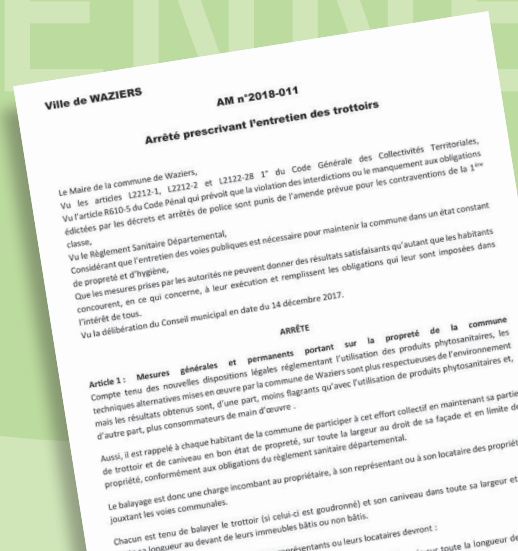 ENNE
Ville de WAZIERS
AM n°2018-011
Arrêté prescrivant l'entretien des trottoirs
Le Maire de la commune de Waziers,
Vu les articles L2212-1, L2212-2 et L2122-28 1° du Code Générale des Collectivités Territoriales,
Vu l'article R610-5 du Code Pénal qui prévoit que la violation des interdictions ou le manquement aux obligations
édictées par les décrets et arrêtés de police sont punis de l'amende prévue pour les contraventions de la 1ère
classe,
Vu le Règlement Sanitaire Départemental,
Considérant que l'entretien des voies publiques est nécessaire pour maintenir la commune dans un état constant
de propreté et d'hygiène,
Que les mesures prises par les autorités ne peuvent donner des résultats satisfaisants qu'autant que les habitants
concourent, en ce qui concerne, à leur exécution et remplissent les obligations qui leur sont imposées dans
l'intérêt de tous.
Vu la délibération du Conseil municipal en date du 14 décembre 2017.
ARRÊTE
Article 1 : Mesures générales et permanents portant sur la propreté de la commune
Compte tenu des nouvelles dispositions légales réglementant l'utilisation des produits phytosanitaires, les
techniques alternatives mises en œuvre par la commune de Waziers sont plus respectueuses de l'environnement
mais les résultats obtenus sont, d'une part, moins flagrants qu'avec l'utilisation de produits phytosanitaires et,
d'autre part, plus consommateurs de main d'œuvre .
Aussi, il est rappelé à chaque habitant de la commune de participer à cet effort collectif en maintenant sa partie
de trottoir et de caniveau en bon état de propreté, sur toute la largeur au droit de sa façade et en limite de
propriété, conformément aux obligations du règlement sanitaire départemental.
Le balayage est donc une charge incombant au propriétaire, à son représentant ou à son locataire des propriét
jouxtant les voies communales.
Chacun est tenu de balayer le trottoir (si celui-ci est goudronné) et son caniveau dans toute sa largeur et
sa longueur au devant de leurs immeubles bâtis ou non bâtis.
représentants ou leurs locataires devront :
sur toute la largeur de